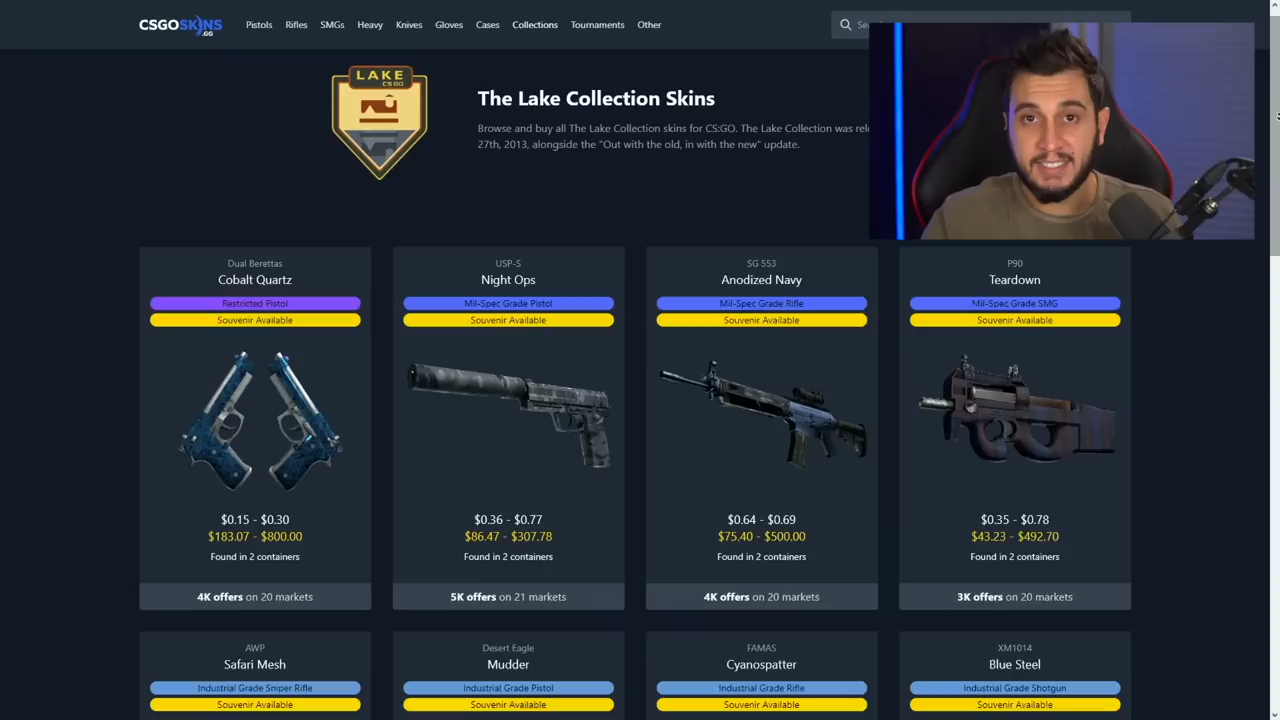 CSGOSKINS
.GG
Pistols
Rifles
SMGs
Heavy
Knives
Gloves
Cases
Collections
Tournaments
Other
LAKE
CS GO
The Lake Collection Skins
Browse and buy all The Lake Collection skins for CS:GO. The Lake Collection was
27th, 2013, alongside the "Out with the old, in with the new" update.
Dual Berettas
Cobalt Quartz
Restricted Pistol
Souvenir Available
$0.15 - $0.30
$183.07 - $800.00
Found in 2 containers
4K offers on 20 markets
USP-S
Night Ops
Mil-Spec Grade Pistol
Souvenir Available
$0.36 - $0.77
$86.47 - $307.78
Found in 2 containers
5K offers on 21 markets
SG 553
Anodized Navy
Mil-Spec Grade Rifle
Souvenir Available
$0.64 - $0.69
$75.40 - $500.00
Found in 2 containers
4K offers on 20 markets
P90
Teardown
Mil-Spec Grade SMG
Souvenir Available
$0.35 - $0.78
$43.23 - $492.70
Found in 2 containers
3K offers on 20 markets
AWP
Safari Mesh
Industrial Grade Sniper Rifle
Souvenir Available
Desert Eagle
Mudder
Industrial Grade Pistol
Souvenir Available
FAMAS
Cyanospatter
Industrial Grade Rifle
Souvenir Available
XM1014
Blue Steel
Industrial Grade Shotgun
Souvenir Available